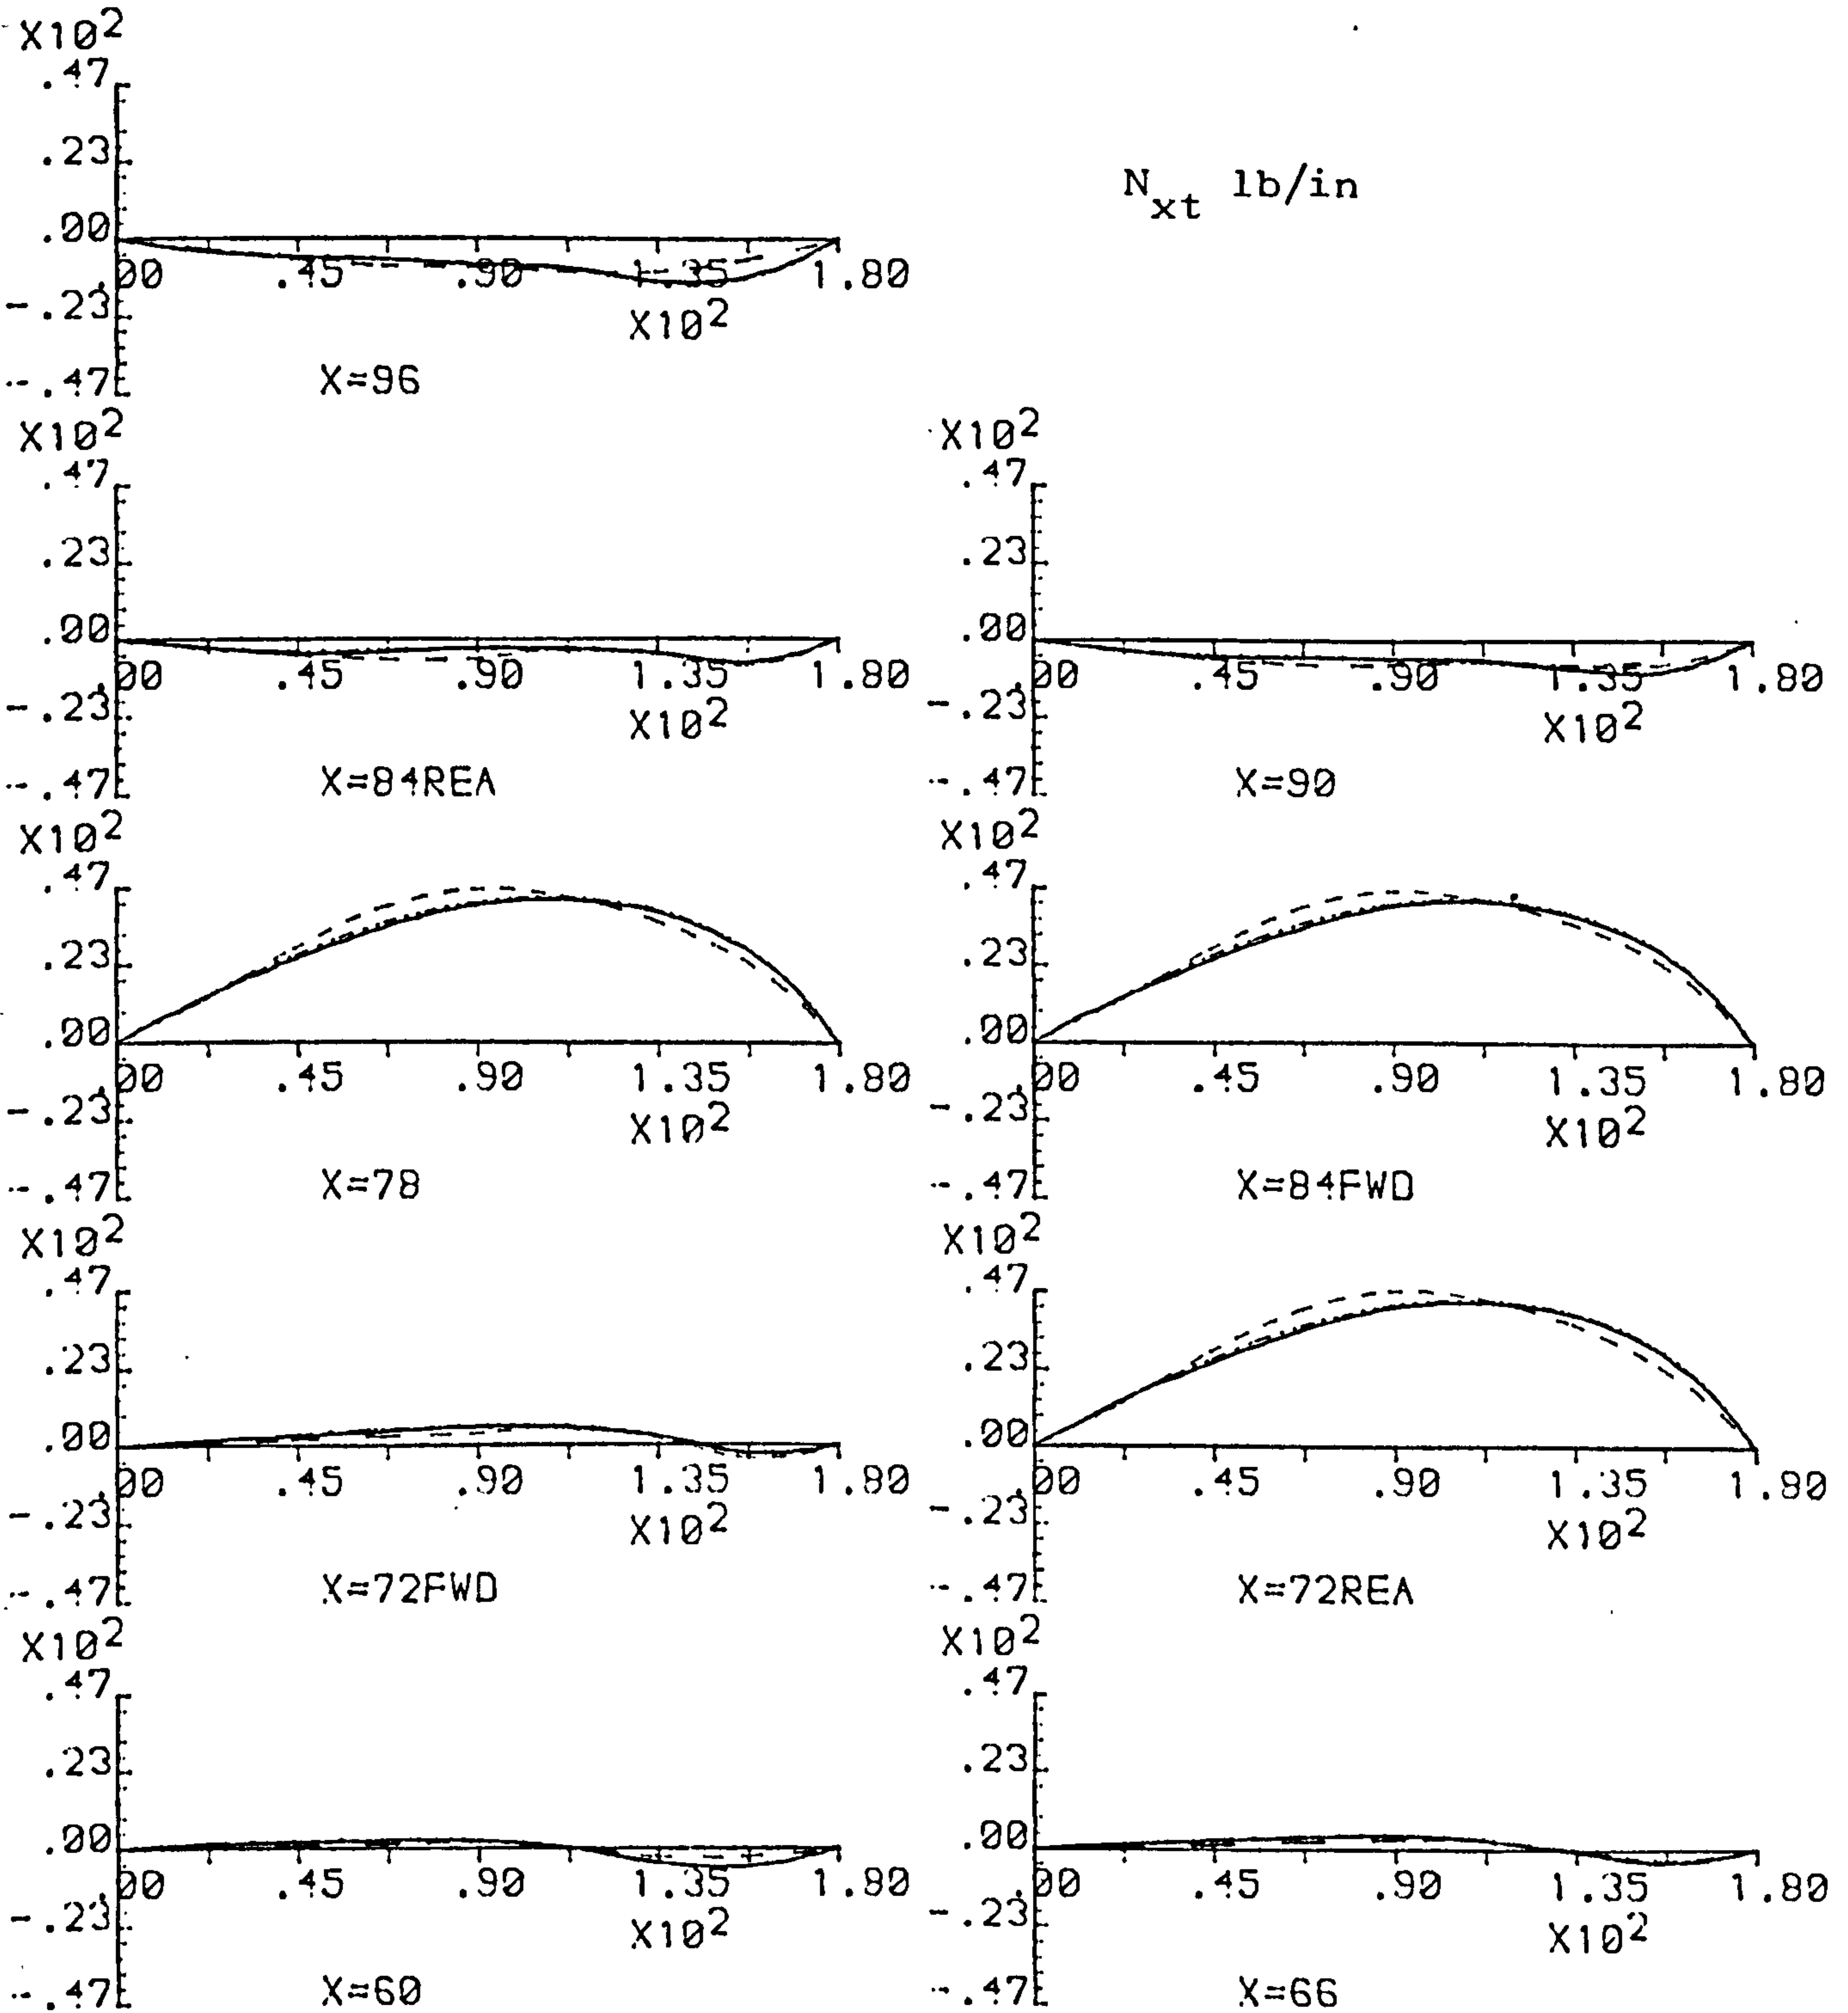 X10²
.47
.23
N_xt lb/in
.00
.00 .45 .90 1.35 1.80
-.23
X10²
-.47
X=96
X10²
.47
.23
.00
.00 .45 .90 1.35 1.80
-.23
X10²
-.47
X=84REA
X10²
.47
.23
.00
.00 .45 .90 1.35 1.80
-.23
X10²
-.47
X=90
X10²
.47
.23
.00
.00 .45 .90 1.35 1.80
-.23
X10²
-.47
X=78
X10²
.47
.23
.00
.00 .45 .90 1.35 1.80
-.23
X10²
-.47
X=84FWD
X10²
.47
.23
.00
.00 .45 .90 1.35 1.80
-.23
X10²
-.47
X=72FWD
X10²
.47
.23
.00
.00 .45 .90 1.35 1.80
-.23
X10²
-.47
X=72REA
X10²
.47
.23
.00
.00 .45 .90 1.35 1.80
-.23
X10²
-.47
X=60
X10²
.47
.23
.00
.00 .45 .90 1.35 1.80
-.23
X10²
-.47
X=66